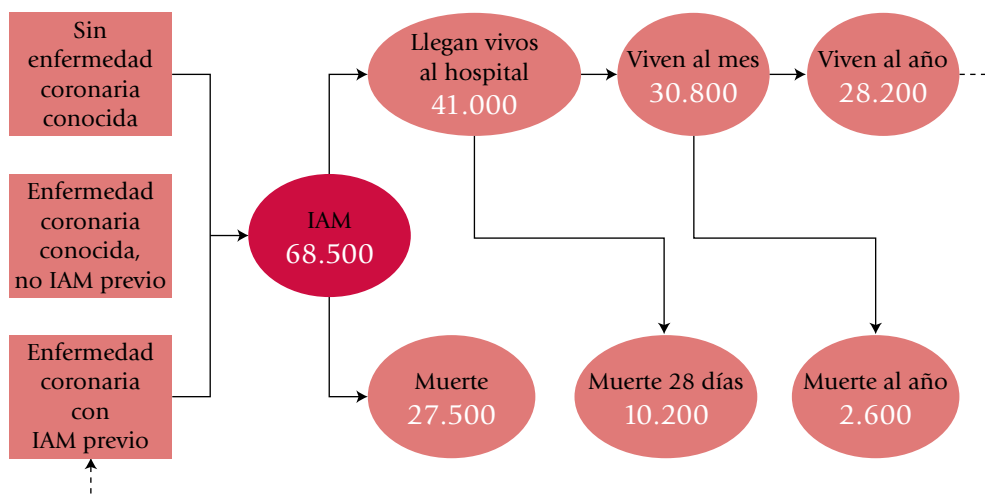 Sin
enfermedad
coronaria
conocida
Enfermedad
coronaria
conocida,
no IAM previo
Enfermedad
coronaria
con
IAM previo
IAM
68.500
Llegan vivos
al hospital
41.000
Viven al mes
30.800
Viven al año
28.200
Muerte
27.500
Muerte 28 días
10.200
Muerte al año
2.600